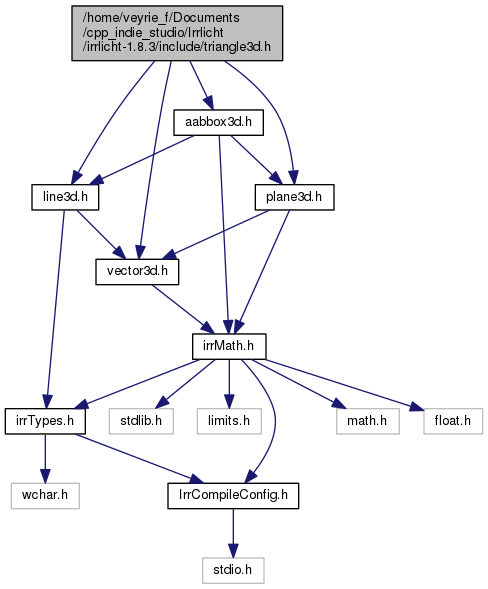 /home/veyrie_f/Documents
/cpp_indie_studio/Irrlicht
/irrlicht-1.8.3/include/triangle3d.h
aabbox3d.h
line3d.h
plane3d.h
vector3d.h
irrMath.h
irrTypes.h
stdlib.h
limits.h
math.h
float.h
wchar.h
IrrCompileConfig.h
stdio.h